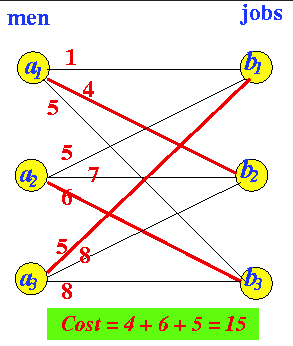 men
jobs
a1
1
b1
4
5
5
a2
7
b2
6
5
8
a3
8
b3
Cost = 4 + 6 + 5 = 15